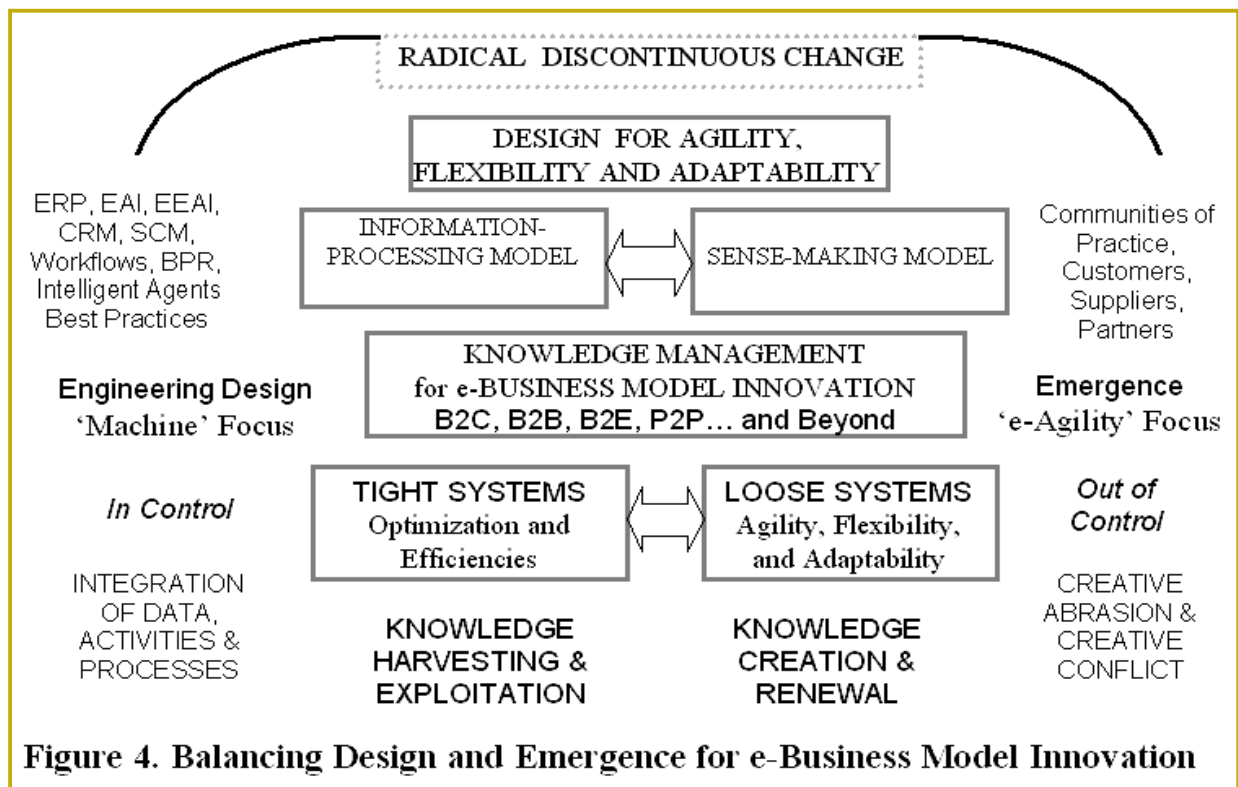 RADICAL DISCONTINUOUS CHANGE
DESIGN FOR AGILITY,
FLEXIBILITY AND ADAPTABILITY
ERP, EAI, EEAI,
CRM, SCM,
Workflows, BPR,
Intelligent Agents
Best Practices
INFORMATION-
PROCESSING MODEL
SENSE-MAKING MODEL
Communities of
Practice,
Customers,
Suppliers,
Partners
Engineering Design
‘Machine’ Focus
KNOWLEDGE MANAGEMENT
for e-BUSINESS MODEL INNOVATION
B2C, B2B, B2E, P2P… and Beyond
Emergence
‘e-Agility’ Focus
In Control
TIGHT SYSTEMS
Optimization and
Efficiencies
LOOSE SYSTEMS
Agility, Flexibility,
and Adaptability
Out of
Control
INTEGRATION
OF DATA,
ACTIVITIES &
PROCESSES
KNOWLEDGE
HARVESTING &
EXPLOITATION
KNOWLEDGE
CREATION &
RENEWAL
CREATIVE
ABRASION &
CREATIVE
CONFLICT
Figure 4. Balancing Design and Emergence for e-Business Model Innovation